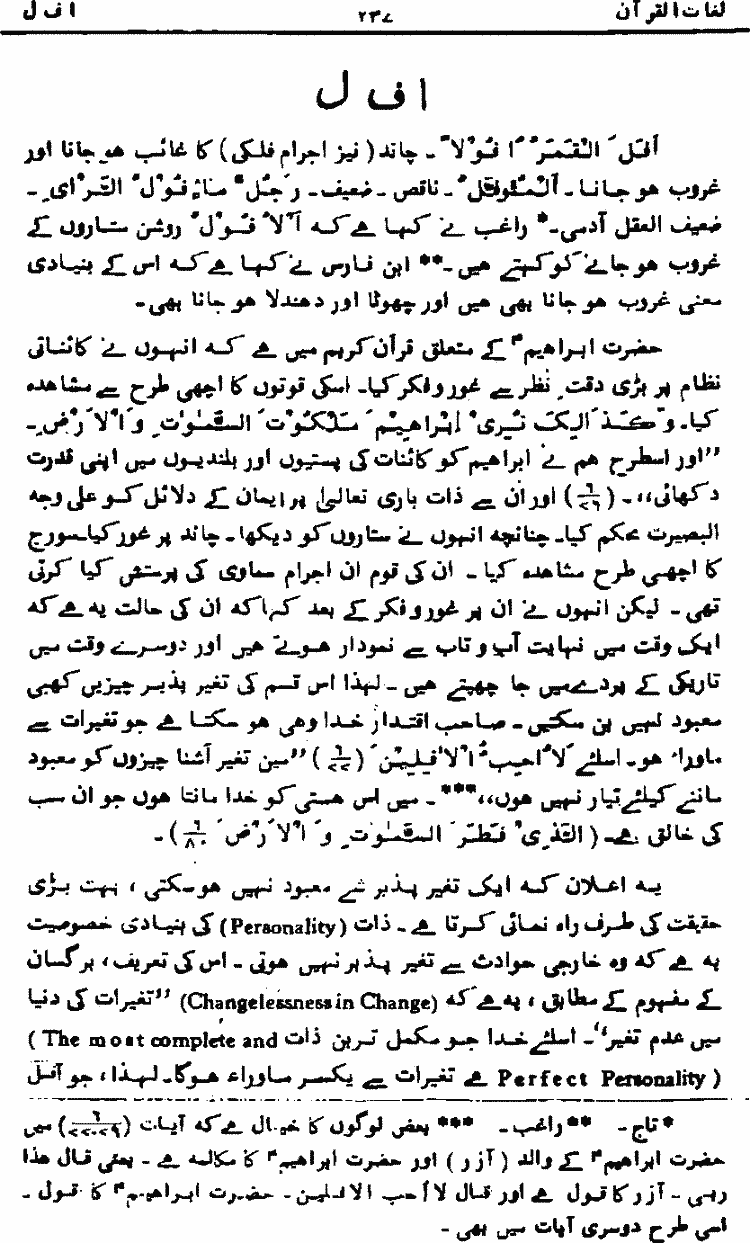 لغات القرآن ۲۳۷ ا ف ل
ا ف ل
اَفَلَ الْقَمَرُ اُفُوْلاً ۔ چاند (نیز اجرام فلکی) کا غائب ہو جانا اور
غروب ہو جانا ۔ اَلْمُؤَفَّلُ ۔ ناقص ۔ ضعیف ۔ رَجُلٌ مَأْفُوْلُ الرَّاْیِ ۔
ضعیف العقل آدمی ۔* راغب نے کہا ہے کہ اَلْاُفُوْلُ روشن ستاروں کے
غروب ہو جانے کو کہتے ہیں ۔** ابن فارس نے کہا ہے کہ اس کے بنیادی
معنی غروب ہو جانا بھی ہیں اور چھوٹا اور دھندلا ہو جانا بھی ۔
حضرت ابراہیمؑ کے متعلق قرآن کریم میں ہے کہ انہوں نے کائناتی
نظام پر بڑی دقتِ نظر سے غور و فکر کیا ۔ اسکی قوتوں کا اچھی طرح سے مشاہدہ
کیا ۔ وَ کَذٰلِکَ نُرِیْ اِبْرَاھِیْمَ مَلَکُوْتَ السَّمٰوٰتِ وَ الْاَرْضِ ۔
”اور اسطرح ہم نے ابراہیم کو کائنات کی پستیوں اور بلندیوں میں اپنی قدرت
دکھائی“ ۔ (۶/۷۶) اور ان سے ذات باری تعالیٰ پر ایمان کے دلائل کو علی وجہ
البصیرت محکم کیا ۔ چنانچہ انہوں نے ستاروں کو دیکھا ۔ چاند پر غور کیا ۔ سورج
کا اچھی طرح مشاہدہ کیا ۔ ان کی قوم ان اجرام سماوی کی پرستش کیا کرتی
تھی ۔ لیکن انہوں نے ان پر غور و فکر کے بعد کہا کہ ان کی حالت یہ ہے کہ
ایک وقت میں نہایت آب و تاب سے نمودار ہوتے ہیں اور دوسرے وقت میں
تاریکی کے پردے میں جا چھپتے ہیں ۔ لہذا اس قسم کی تغیر پذیر چیزیں کبھی
معبود نہیں بن سکتیں ۔ صاحب اقتدار خدا وہی ہو سکتا ہے جو تغیرات سے
ماوراء ہو ۔ اسلئے لَا اُحِبُّ الْاٰفِلِیْنَ (۶/۷۷) ”میں تغیر آشنا چیزوں کو معبود
ماننے کیلئے تیار نہیں ہوں“*** ۔ میں اس ہستی کو خدا مانتا ہوں جو ان سب
کی خالق ہے ۔ (الَّذِیْ فَطَرَ السَّمٰوٰتِ وَ الْاَرْضَ ۶/۸۰) ۔
یہ اعلان کہ ایک تغیر پذیر شے معبود نہیں ہو سکتی ، بہت بڑی
حقیقت کی طرف راہ نمائی کرتا ہے ۔ ذات (Personality) کی بنیادی خصوصیت
یہ ہے کہ وہ خارجی حوادث سے تغیر پذیر نہیں ہوتی ۔ اس کی تعریف ، برگسان
کے مفہوم کے مطابق ، یہ ہے کہ (Changelessness in Change) ”تغیرات کی دنیا
میں عدم تغیر“ ۔ اسلئے خدا جو مکمل ترین ذات (The most complete and
Perfect Personality) ہے تغیرات سے یکسر ماوراء ہوگا ۔ لہذا ، جو آفل
*تاج ۔ **راغب ۔ *** بعض لوگوں کا خیال ہے کہ آیات (۶/۷۶-۷۷) میں
حضرت ابراہیمؑ کے والد (آزر) اور حضرت ابراہیمؑ کا مکالمہ ہے ۔ یعنی قال ھذا
ربی ۔ آزر کا قول ہے اور قال لا احب الافلین ۔ حضرت ابراہیمؑ کا قول ۔
اسی طرح دوسری آیات میں بھی ۔